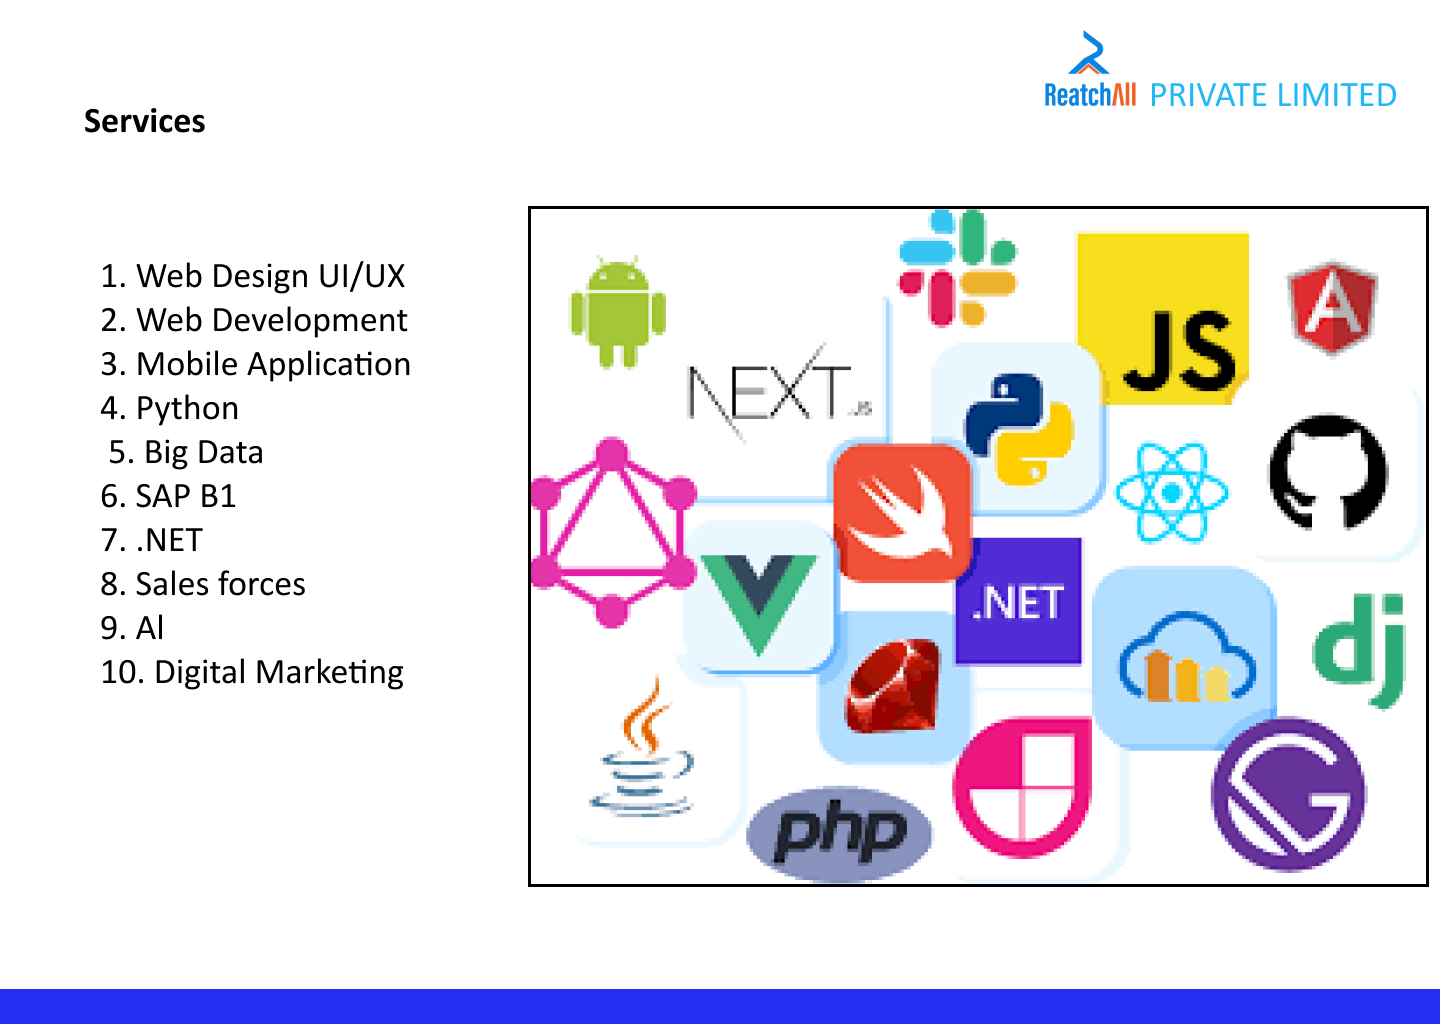 ReatchAll PRIVATE LIMITED
Services
1. Web Design UI/UX
2. Web Development
3. Mobile Application
4. Python
5. Big Data
6. SAP B1
7. .NET
8. Sales forces
9. Al
10. Digital Marketing
JS
NEXT.JS
.NET
dj
php